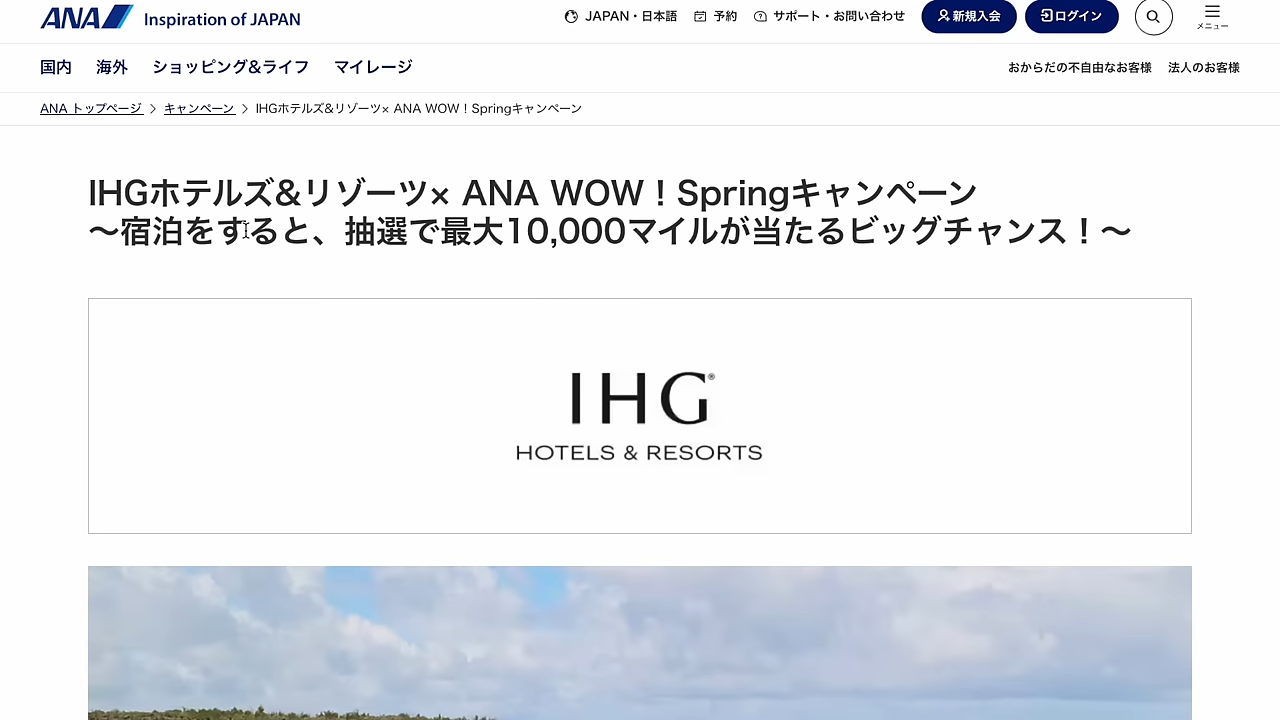 ANA Inspiration of JAPAN
JAPAN・日本語 予約 サポート・お問い合わせ 新規入会 ログイン メニュー
国内 海外 ショッピング&ライフ マイレージ おからだの不自由なお客様 法人のお客様
ANA トップページ > キャンペーン > IHGホテルズ&リゾーツ× ANA WOW！Springキャンペーン
IHGホテルズ&リゾーツ× ANA WOW！Springキャンペーン
～宿泊をすると、抽選で最大10,000マイルが当たるビッグチャンス！～
IHG®
HOTELS & RESORTS